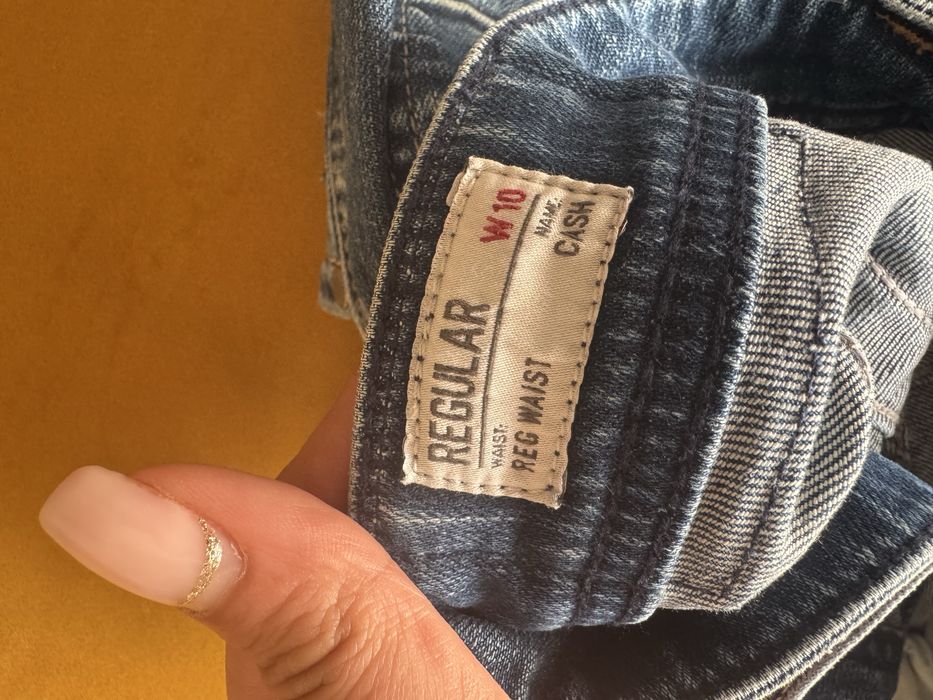 REGULAR W 10
WAIST: NAME:
REG WAIST CASH